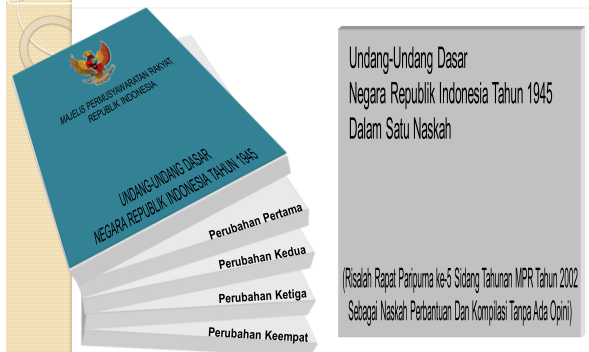 MAJELIS PERMUSYAWARATAN RAKYAT
REPUBLIK INDONESIA
UNDANG-UNDANG DASAR
NEGARA REPUBLIK INDONESIA TAHUN 1945
Perubahan Pertama
Perubahan Kedua
Perubahan Ketiga
Perubahan Keempat
Undang-Undang Dasar
Negara Republik Indonesia Tahun 1945
Dalam Satu Naskah
(Risalah Rapat Paripurna ke-5 Sidang Tahunan MPR Tahun 2002
Sebagai Naskah Perbantuan Dan Kompilasi Tanpa Ada Opini)